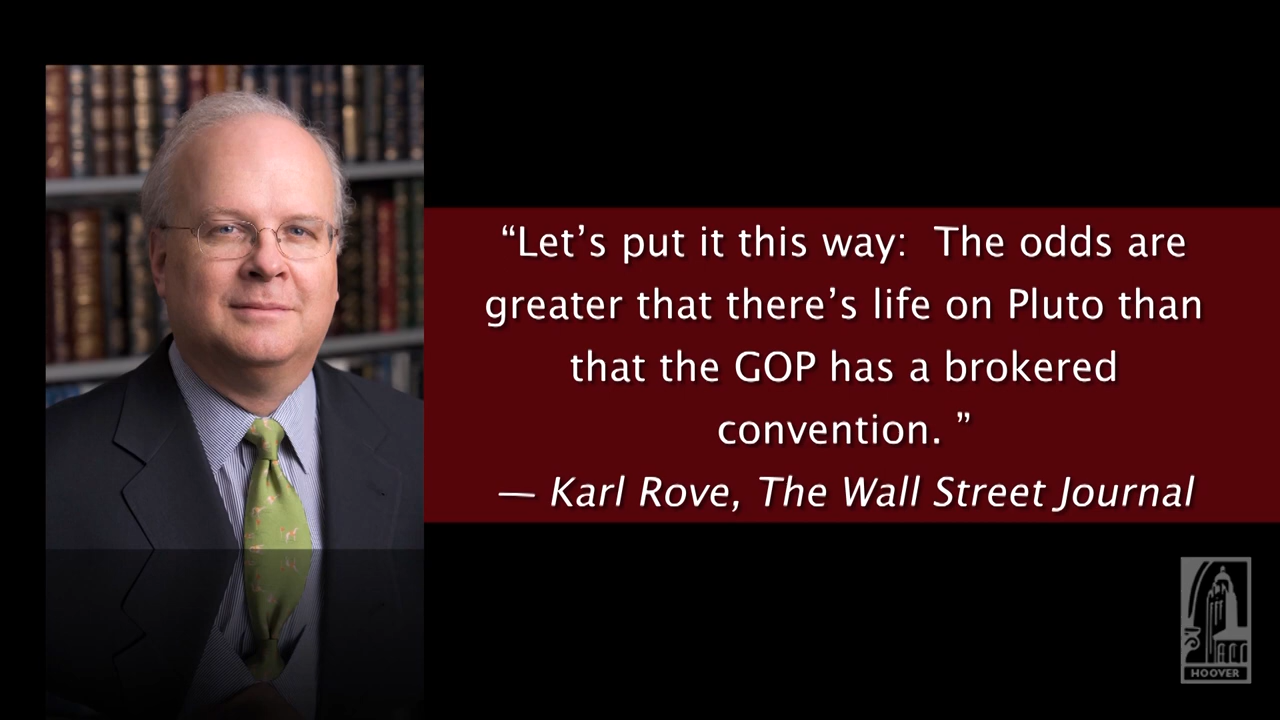 “Let’s put it this way:  The odds are
greater that there’s life on Pluto than
that the GOP has a brokered
convention. ”
— Karl Rove, The Wall Street Journal
HOOVER